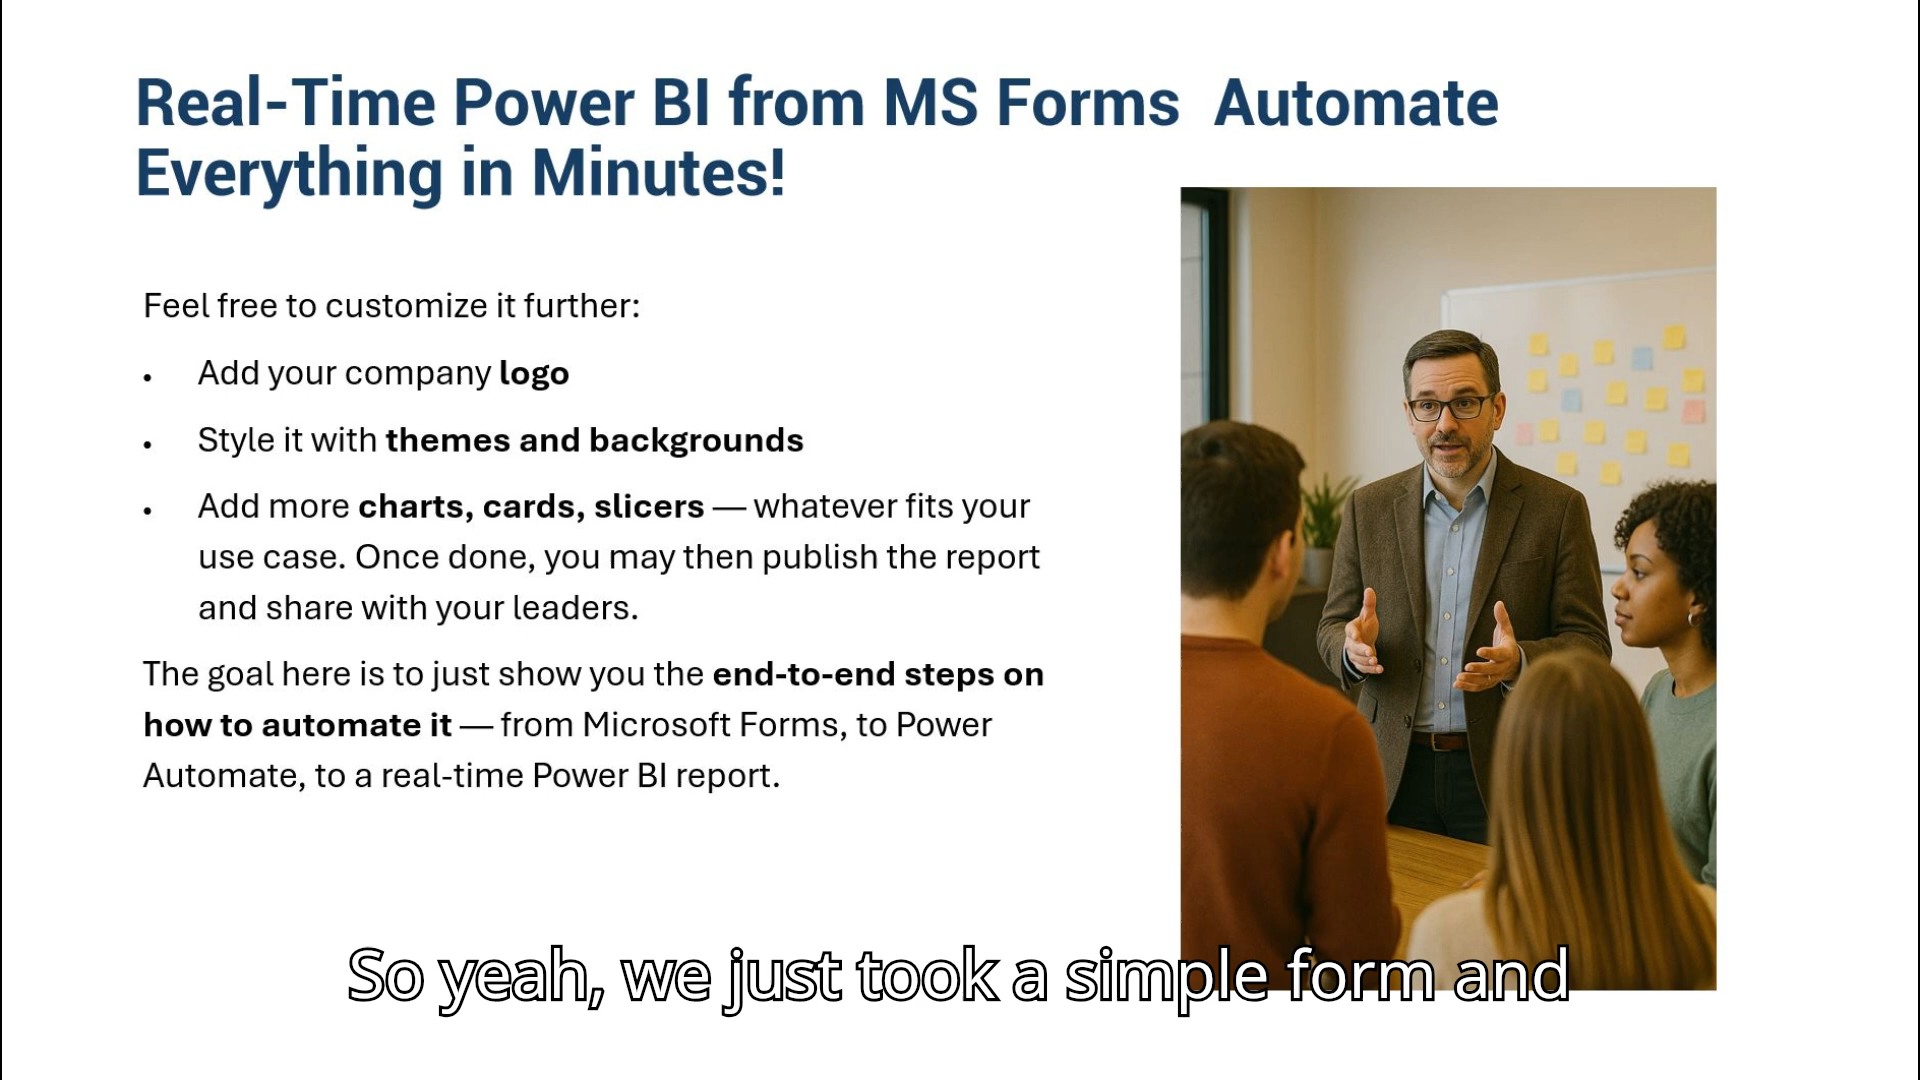 Real-Time Power BI from MS Forms  Automate
Everything in Minutes!
Feel free to customize it further:
• Add your company logo
• Style it with themes and backgrounds
• Add more charts, cards, slicers — whatever fits your
use case. Once done, you may then publish the report
and share with your leaders.
The goal here is to just show you the end-to-end steps on
how to automate it — from Microsoft Forms, to Power
Automate, to a real-time Power BI report.
So yeah, we just took a simple form and